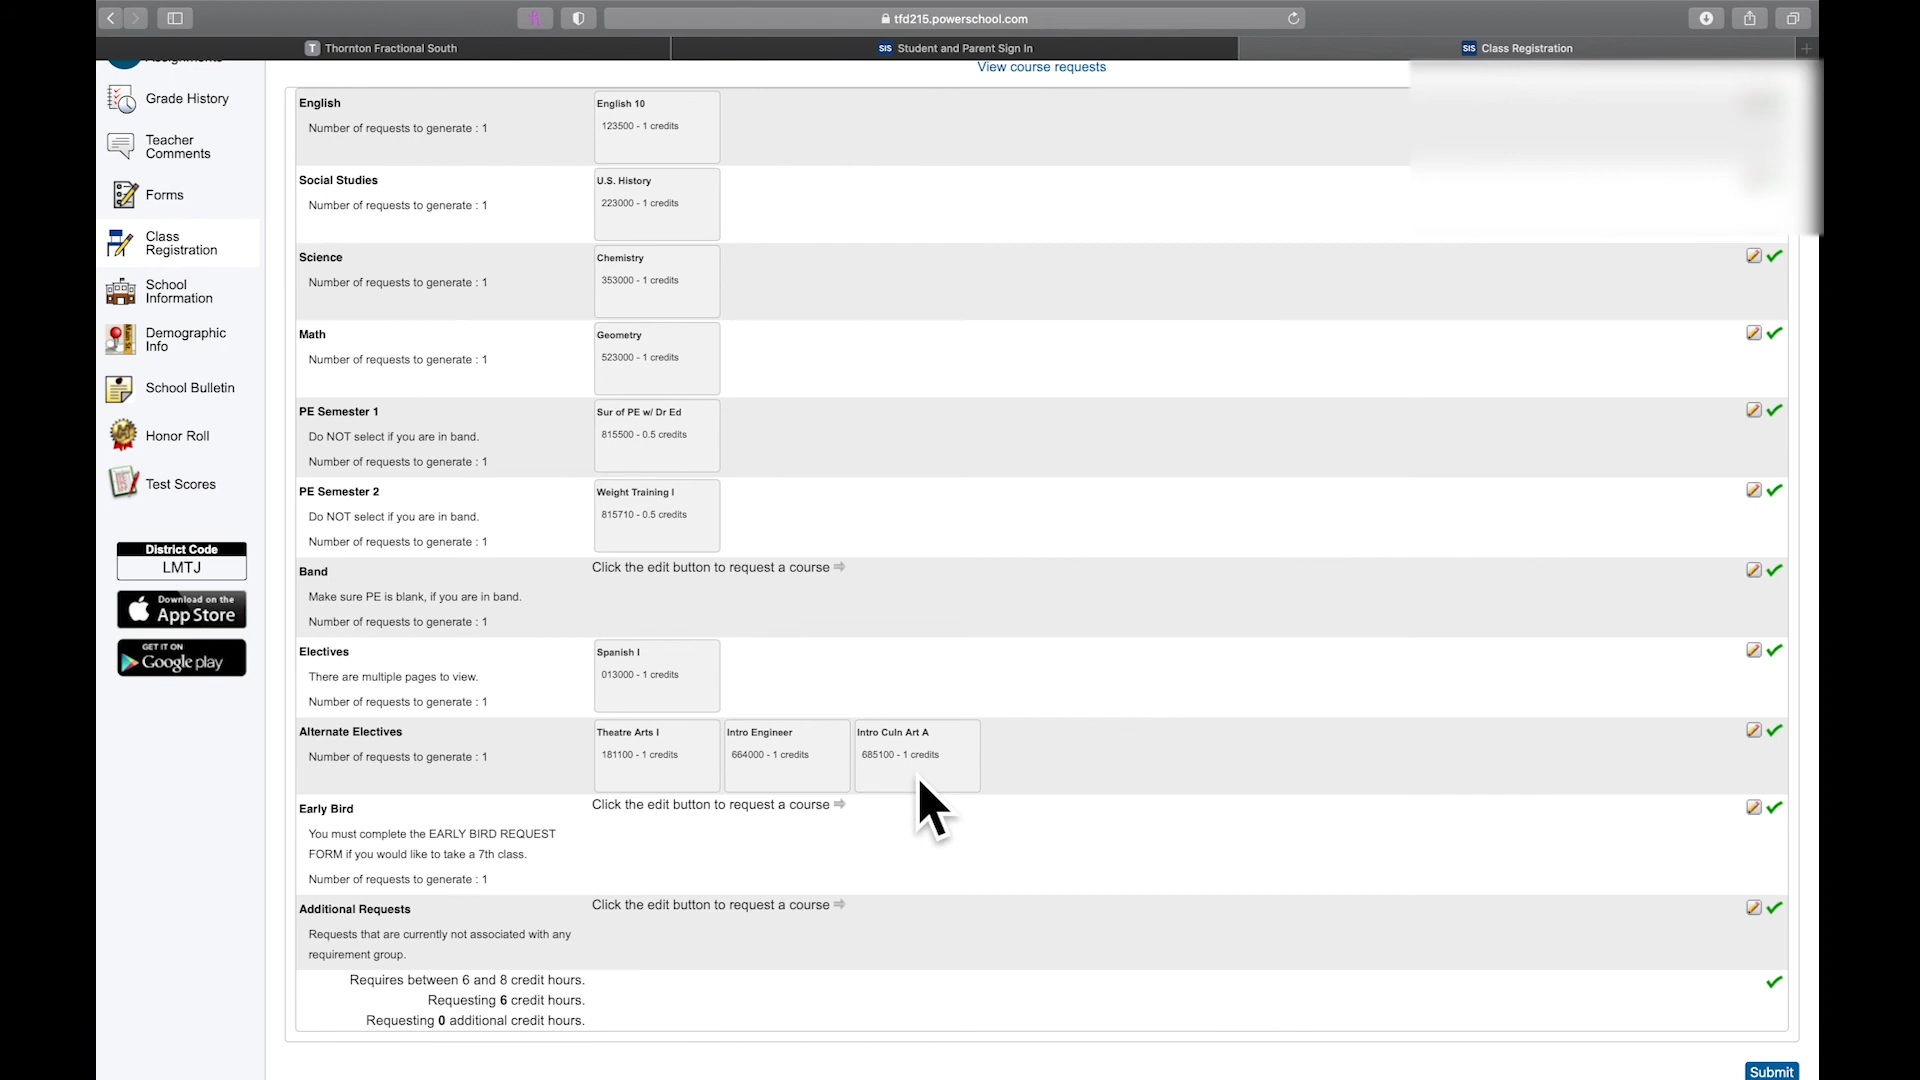 tfd215.powerschool.com
T Thornton Fractional South
SIS Student and Parent Sign In
SIS Class Registration
View course requests
Grade History
Teacher
Comments
Forms
Class
Registration
School
Information
Demographic
Info
School Bulletin
Honor Roll
Test Scores
District Code
LMTJ
Download on the
App Store
GET IT ON
Google play
English
Number of requests to generate : 1
English 10
123500 - 1 credits
Social Studies
Number of requests to generate : 1
U.S. History
223000 - 1 credits
Science
Number of requests to generate : 1
Chemistry
353000 - 1 credits
Math
Number of requests to generate : 1
Geometry
523000 - 1 credits
PE Semester 1
Do NOT select if you are in band.
Number of requests to generate : 1
Sur of PE w/ Dr Ed
815500 - 0.5 credits
PE Semester 2
Do NOT select if you are in band.
Number of requests to generate : 1
Weight Training I
815710 - 0.5 credits
Band
Make sure PE is blank, if you are in band.
Number of requests to generate : 1
Click the edit button to request a course
Electives
There are multiple pages to view.
Number of requests to generate : 1
Spanish I
013000 - 1 credits
Alternate Electives
Number of requests to generate : 1
Theatre Arts I
181100 - 1 credits
Intro Engineer
664000 - 1 credits
Intro Culn Art A
685100 - 1 credits
Early Bird
You must complete the EARLY BIRD REQUEST
FORM if you would like to take a 7th class.
Number of requests to generate : 1
Click the edit button to request a course
Additional Requests
Requests that are currently not associated with any
requirement group.
Click the edit button to request a course
Requires between 6 and 8 credit hours.
Requesting 6 credit hours.
Requesting 0 additional credit hours.
Submit